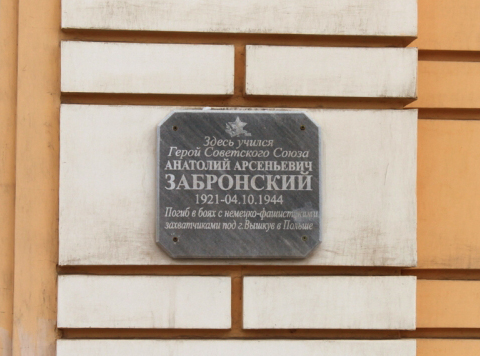 Здесь учился
Герой Советского Союза
АНАТОЛИЙ АРСЕНЬЕВИЧ
ЗАБРОНСКИЙ
1921-04.10.1944
Погиб в боях с немецко-фашистскими
захватчиками под г.Вышкув в Польше